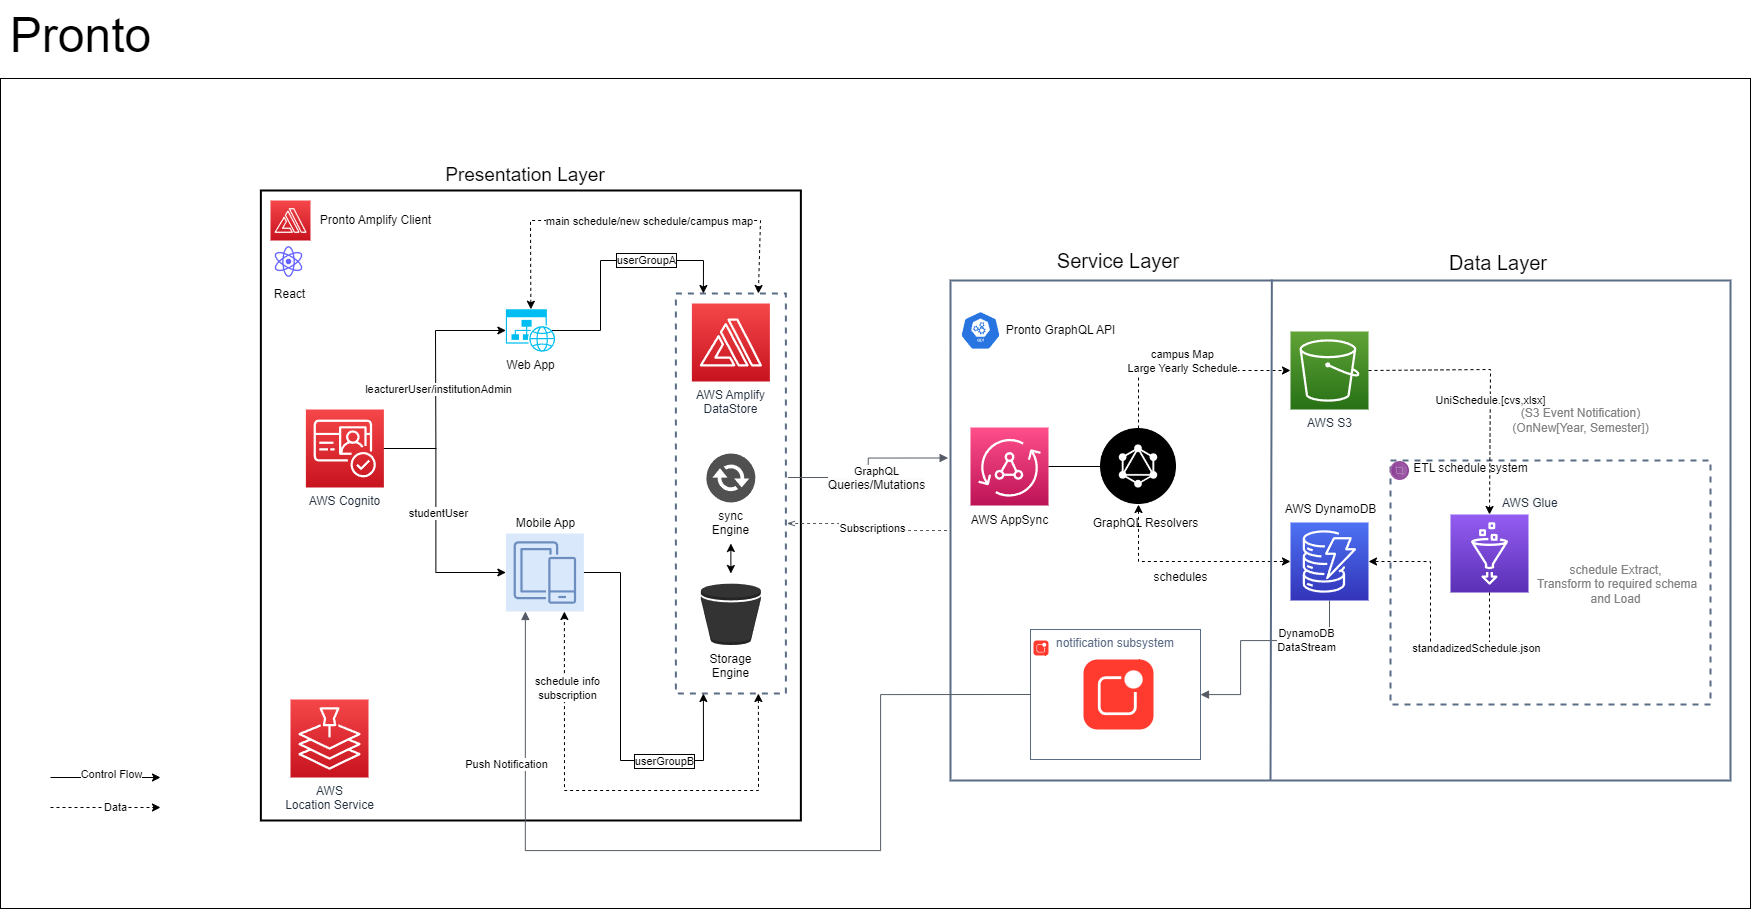 Pronto
Presentation Layer
Pronto Amplify Client
React
main schedule/new schedule/campus map
userGroupA
Web App
leacturerUser/institutionAdmin
AWS Cognito
studentUser
Mobile App
AWS Amplify
DataStore
sync
Engine
Storage
Engine
schedule info
subscription
Push Notification
userGroupB
AWS
Location Service
Control Flow
Data
GraphQL
Queries/Mutations
Subscriptions
Service Layer
Pronto GraphQL API
API
campus Map
Large Yearly Schedule
AWS AppSync
GraphQL Resolvers
schedules
notification subsystem
Data Layer
AWS S3
UniSchedule.[cvs,xlsx]
(S3 Event Notification)
(OnNew[Year, Semester])
ETL schedule system
AWS Glue
AWS DynamoDB
schedule Extract,
Transform to required schema
and Load
DynamoDB
DataStream
standadizedSchedule.json